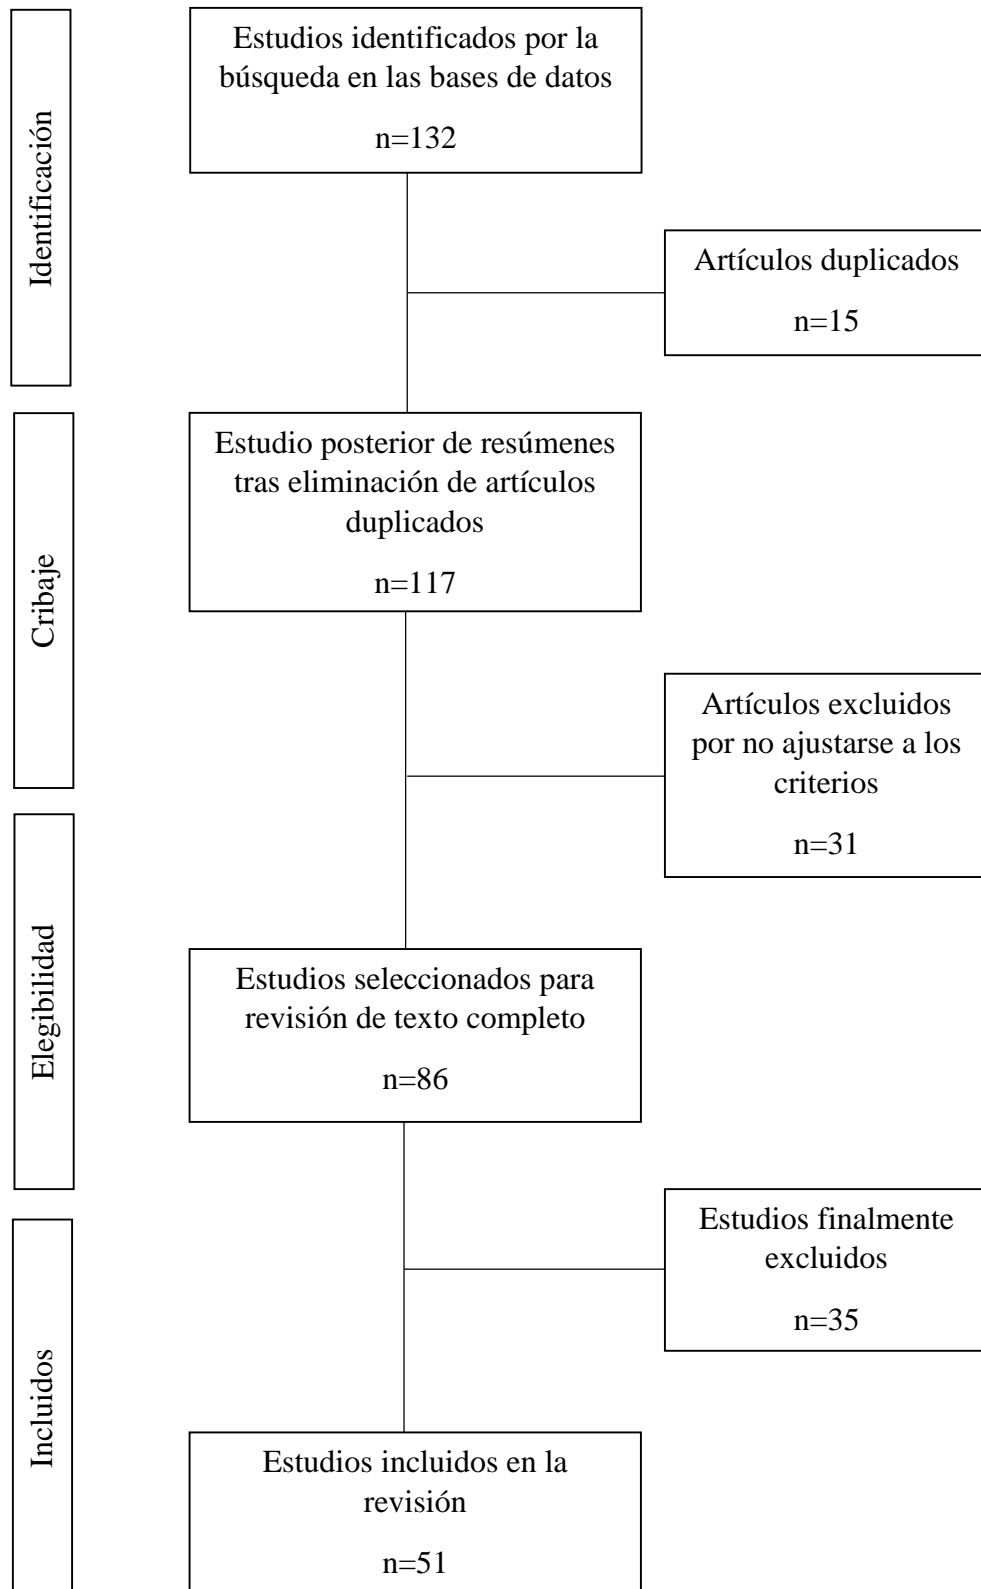 Identificación
Estudios identificados por la
búsqueda en las bases de datos
n=132
Artículos duplicados
n=15
Cribaje
Estudio posterior de resúmenes
tras eliminación de artículos
duplicados
n=117
Artículos excluidos
por no ajustarse a los
criterios
n=31
Elegibilidad
Estudios seleccionados para
revisión de texto completo
n=86
Estudios finalmente
excluidos
n=35
Incluidos
Estudios incluidos en la
revisión
n=51